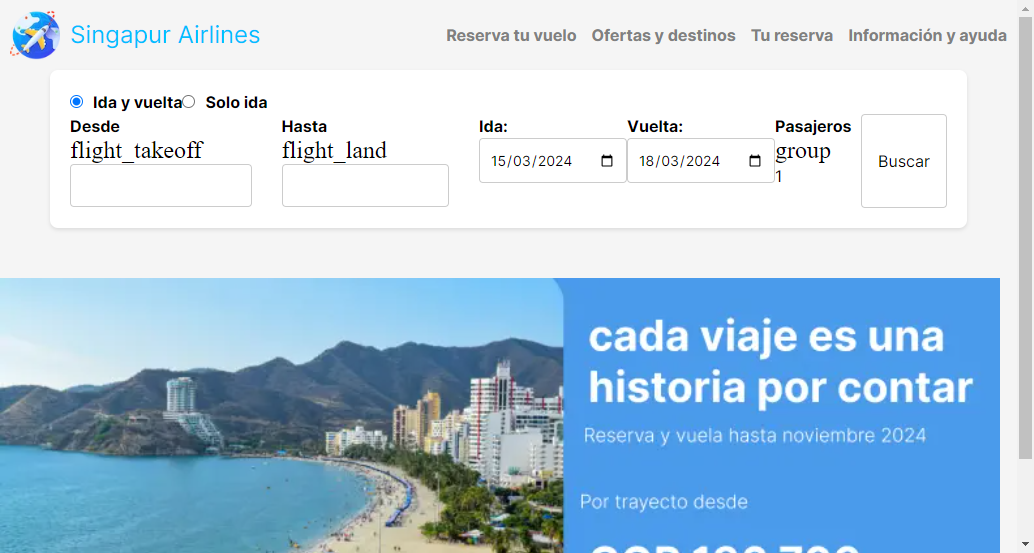 Singapur Airlines
Reserva tu vuelo Ofertas y destinos Tu reserva Información y ayuda
Ida y vuelta Solo ida
Desde Hasta Ida: Vuelta: Pasajeros
flight_takeoff flight_land 15/03/2024 18/03/2024 group
1
Buscar
cada viaje es una
historia por contar
Reserva y vuela hasta noviembre 2024
Por trayecto desde